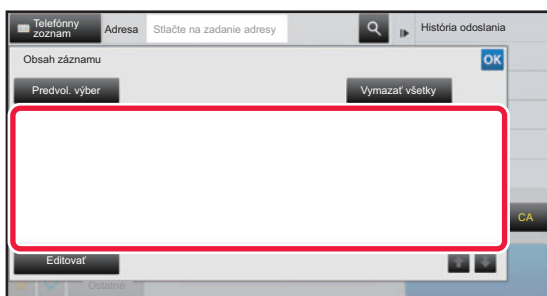 Telefónny
zoznam
Adresa
Stlačte na zadanie adresy
História odoslania
Obsah záznamu
OK
Predvol. výber
Vymazať všetky
CA
Editovať
Ostatné